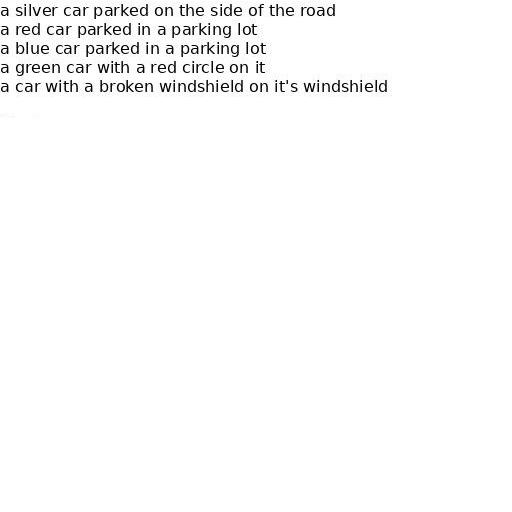 a silver car parked on the side of the road
a red car parked in a parking lot
a blue car parked in a parking lot
a green car with a red circle on it
a car with a broken windshield on it's windshield